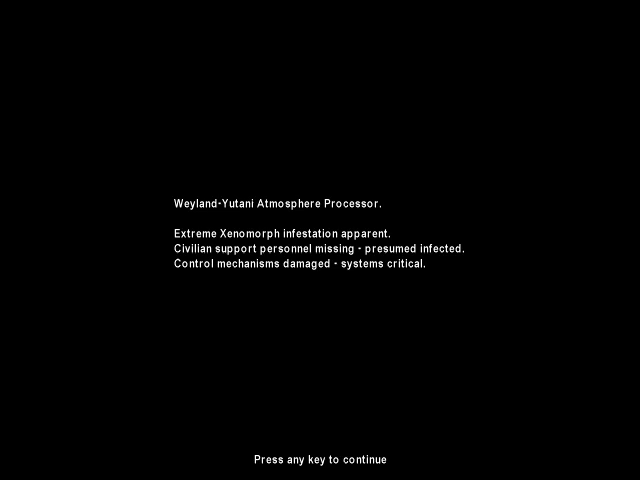 Weyland-Yutani Atmosphere Processor.
Extreme Xenomorph infestation apparent.
Civilian support personnel missing - presumed infected.
Control mechanisms damaged - systems critical.
Press any key to continue